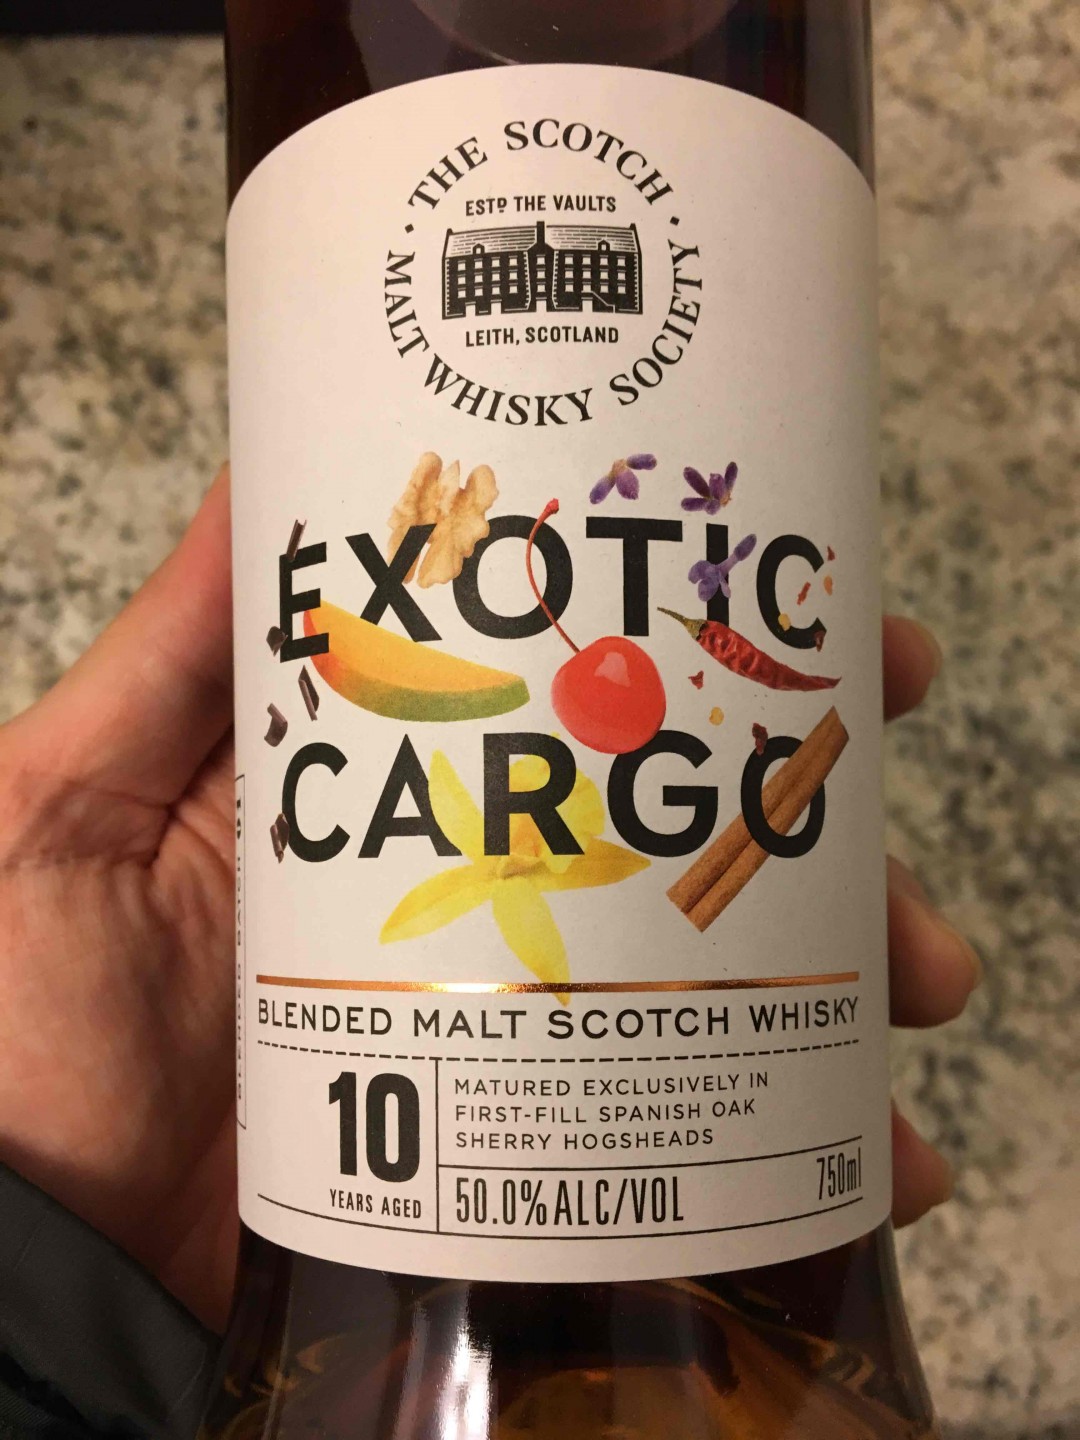 THE SCOTCH
MALT WHISKY SOCIETY
ESTD THE VAULTS
LEITH, SCOTLAND
EXOTIC
CARGO
BLENDED MALT SCOTCH WHISKY
10
YEARS AGED
MATURED EXCLUSIVELY IN
FIRST-FILL SPANISH OAK
SHERRY HOGSHEADS
50.0%ALC/VOL
750ml